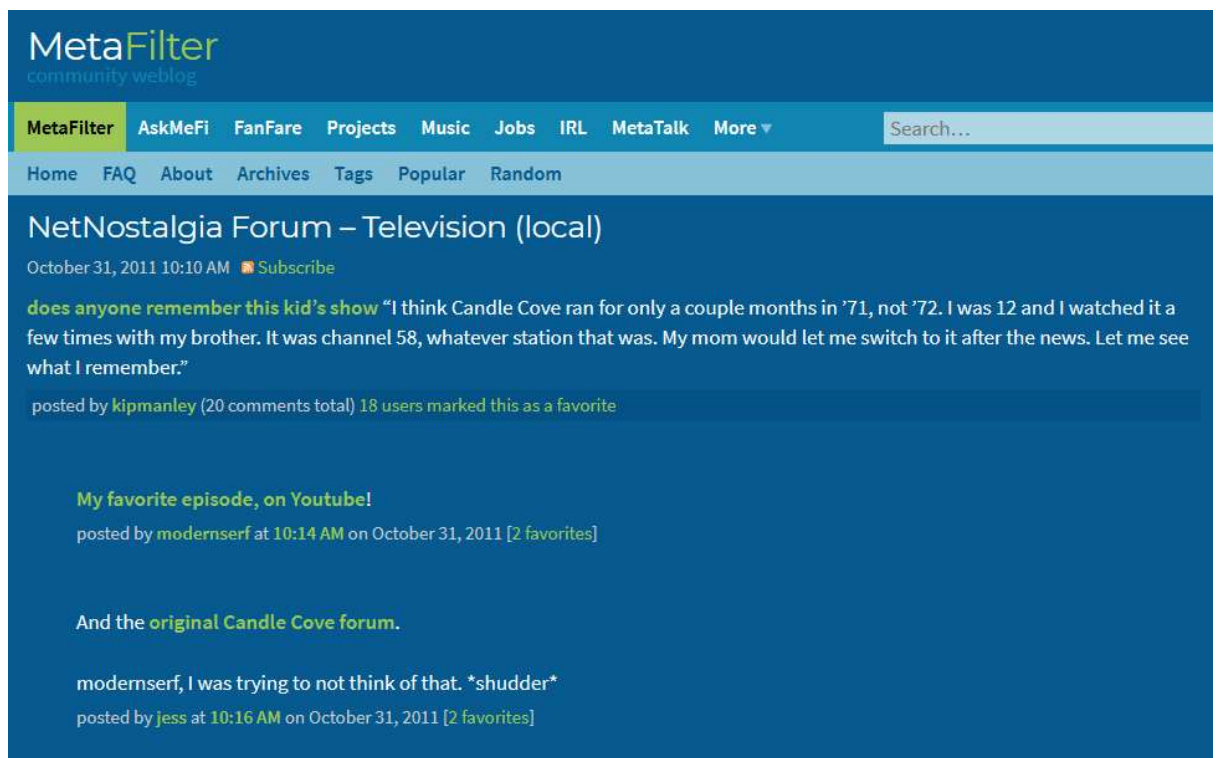 MetaFilter
community weblog
MetaFilter AskMeFi FanFare Projects Music Jobs IRL MetaTalk More ▼ Search…
Home FAQ About Archives Tags Popular Random
NetNostalgia Forum – Television (local)
October 31, 2011 10:10 AM Subscribe
does anyone remember this kid’s show “I think Candle Cove ran for only a couple months in ’71, not ’72. I was 12 and I watched it a
few times with my brother. It was channel 58, whatever station that was. My mom would let me switch to it after the news. Let me see
what I remember.”
posted by kipmanley (20 comments total) 18 users marked this as a favorite
My favorite episode, on Youtube!
posted by modernserf at 10:14 AM on October 31, 2011 [2 favorites]
And the original Candle Cove forum.
modernserf, I was trying to not think of that. *shudder*
posted by jess at 10:16 AM on October 31, 2011 [2 favorites]